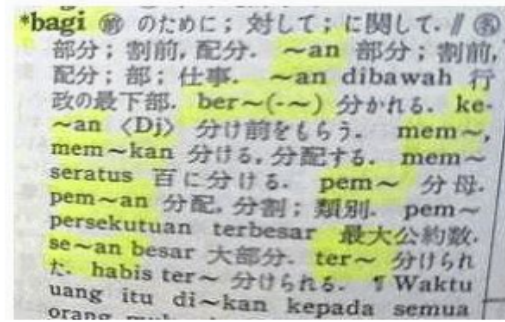 *bagi ㊞ のために; 対して; に関して. ∥ ㊔
部分; 割前, 配分. ～an 部分; 割前,
配分; 部; 仕事. ～an dibawah 行
政の最下部. ber～(-～) 分かれる. ke-
～an 〈Dj〉 分け前をもらう. mem～,
mem～kan 分ける, 分配する. mem～
seratus 百に分ける. pem～ 分母.
pem～an 分配, 分割; 類別. pem～
persekutuan terbesar 最大公約数.
se～an besar 大部分. ter～ 分けられ
た. habis ter～ 分けられる. ¶ Waktu
uang itu di～kan kepada semua
orang